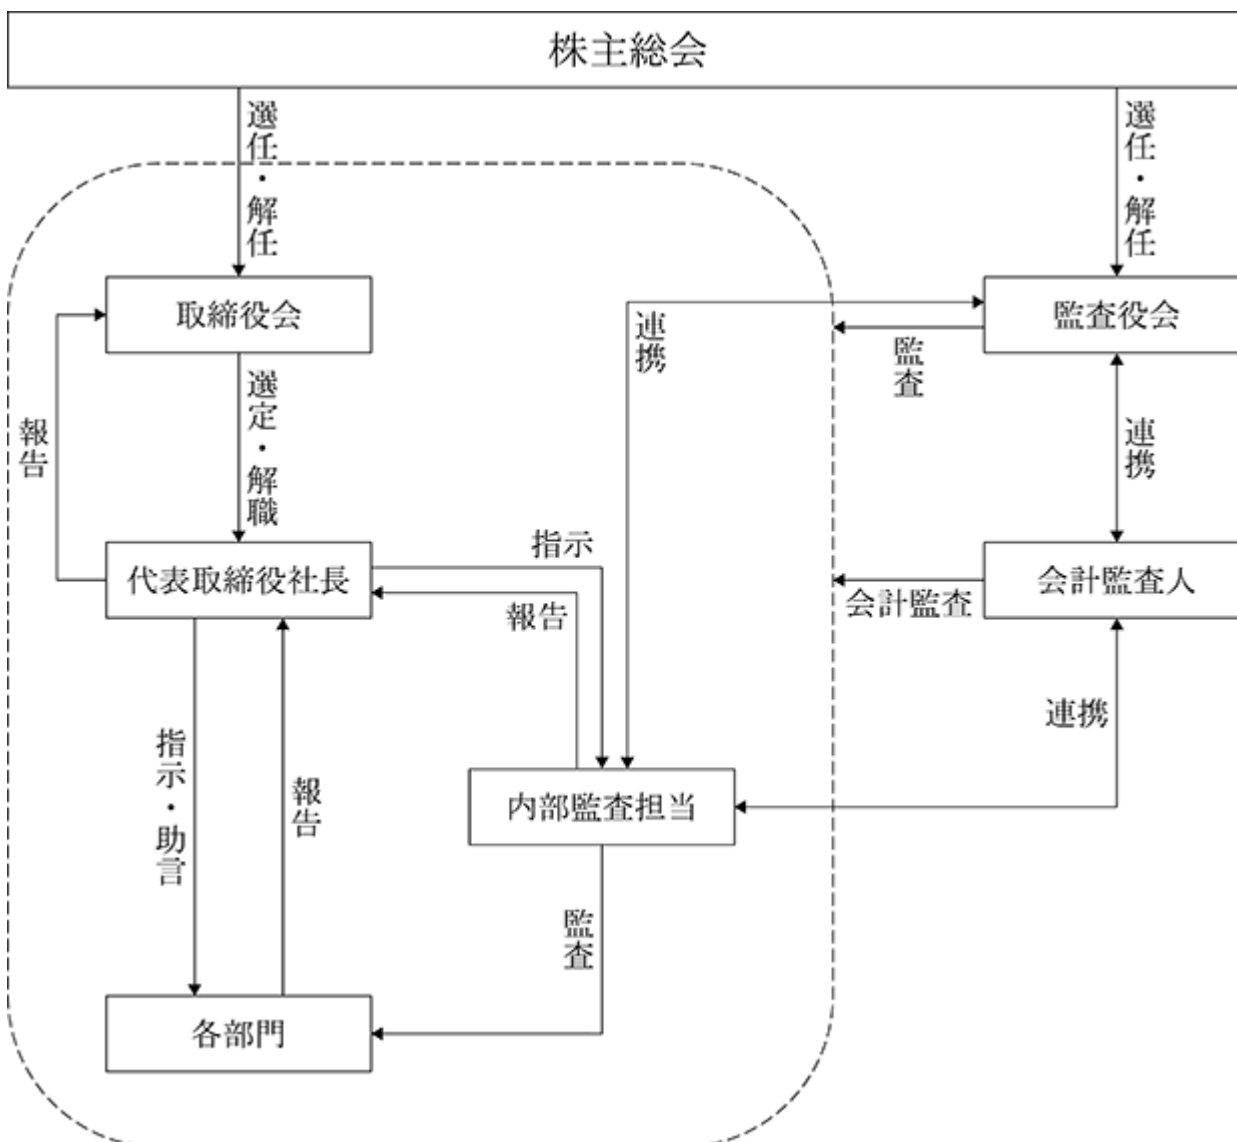 株主総会
選任・解任
選任・解任
取締役会
監査役会
連携
監査
報告
選定・解職
連携
指示
代表取締役社長
報告
会計監査
会計監査人
連携
指示・助言
報告
内部監査担当
監査
各部門